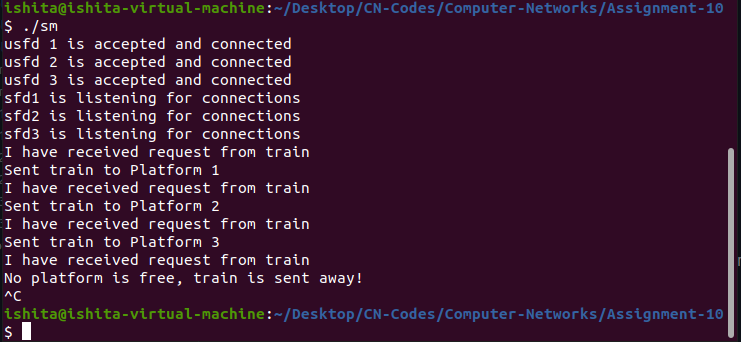 ishita@ishita-virtual-machine:~/Desktop/CN-Codes/Computer-Networks/Assignment-10
$ ./sm
usfd 1 is accepted and connected
usfd 2 is accepted and connected
usfd 3 is accepted and connected
sfd1 is listening for connections
sfd2 is listening for connections
sfd3 is listening for connections
I have received request from train
Sent train to Platform 1
I have received request from train
Sent train to Platform 2
I have received request from train
Sent train to Platform 3
I have received request from train
No platform is free, train is sent away!
^C
ishita@ishita-virtual-machine:~/Desktop/CN-Codes/Computer-Networks/Assignment-10
$